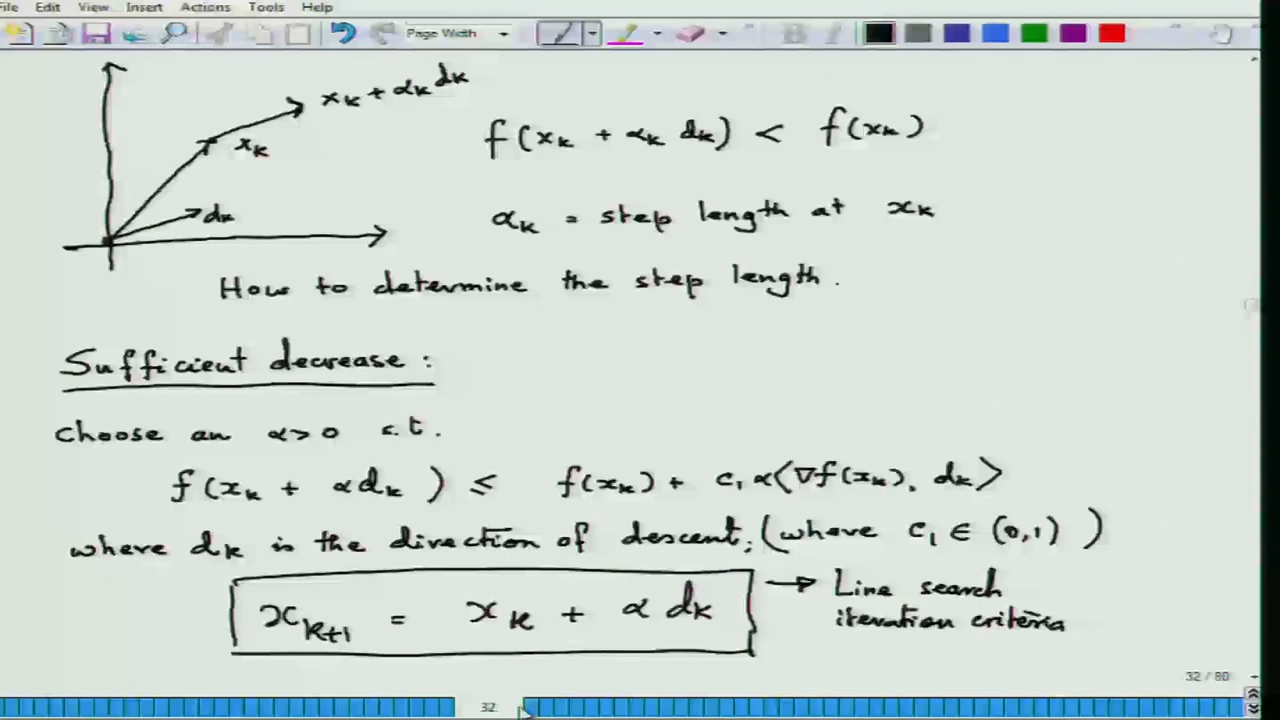 File Edit View Insert Actions Tools Help
Page Width
xₖ + αₖ dₖ
xₖ
dₖ
f(xₖ + αₖ dₖ) < f(xₖ)
αₖ = step length at xₖ
How to determine the step length.
Sufficient decrease :
Choose an α > 0 s.t.
f(xₖ + αdₖ) ≤ f(xₖ) + c₁α⟨∇f(xₖ), dₖ⟩
where dₖ is the direction of descent, (where c₁ ∈ (0,1) )
xₖ₊₁ = xₖ + α dₖ → Line search
iteration criteria
32 / 80
32